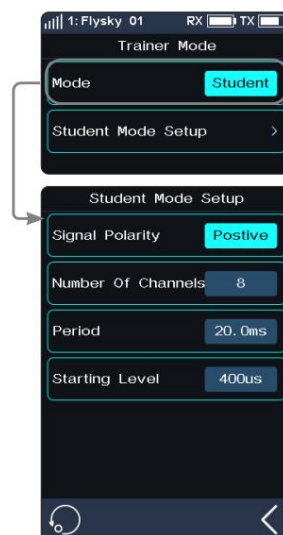 1: Flysky 01 RX TX
Trainer Mode
Mode Student
Student Mode Setup >
Student Mode Setup
Signal Polarity Postive
Number Of Channels 8
Period 20.0ms
Starting Level 400us